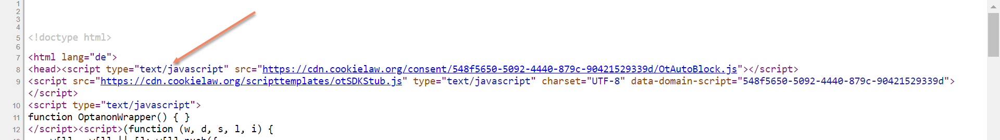 1
2
3
4
5 <!doctype html>
6
7 <html lang="de">
8 <head><script type="text/javascript" src="https://cdn.cookielaw.org/consent/548f5650-5092-4440-879c-90421529339d/OtAutoBlock.js"></script>
9 <script src="https://cdn.cookielaw.org/scripttemplates/otSDKStub.js" type="text/javascript" charset="UTF-8" data-domain-script="548f5650-5092-4440-879c-90421529339d">
</script>
10 <script type="text/javascript">
11 function OptanonWrapper() { }
12 </script><script>(function (w, d, s, l, i) {